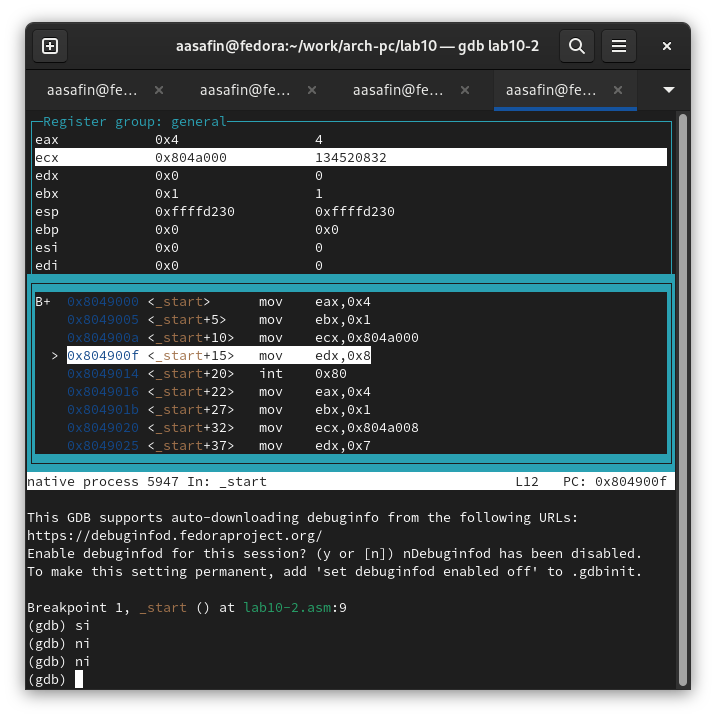 aasafin@fedora:~/work/arch-pc/lab10 — gdb lab10-2
aasafin@fe… × aasafin@fe… × aasafin@fe… × aasafin@fe… ×
Register group: general
eax 0x4 4
ecx 0x804a000 134520832
edx 0x0 0
ebx 0x1 1
esp 0xffffd230 0xffffd230
ebp 0x0 0x0
esi 0x0 0
edi 0x0 0
B+ 0x8049000 <_start> mov eax,0x4
0x8049005 <_start+5> mov ebx,0x1
0x804900a <_start+10> mov ecx,0x804a000
> 0x804900f <_start+15> mov edx,0x8
0x8049014 <_start+20> int 0x80
0x8049016 <_start+22> mov eax,0x4
0x804901b <_start+27> mov ebx,0x1
0x8049020 <_start+32> mov ecx,0x804a008
0x8049025 <_start+37> mov edx,0x7
native process 5947 In: _start L12 PC: 0x804900f
This GDB supports auto-downloading debuginfo from the following URLs:
https://debuginfod.fedoraproject.org/
Enable debuginfod for this session? (y or [n]) nDebuginfod has been disabled.
To make this setting permanent, add 'set debuginfod enabled off' to .gdbinit.
Breakpoint 1, _start () at lab10-2.asm:9
(gdb) si
(gdb) ni
(gdb) ni
(gdb)